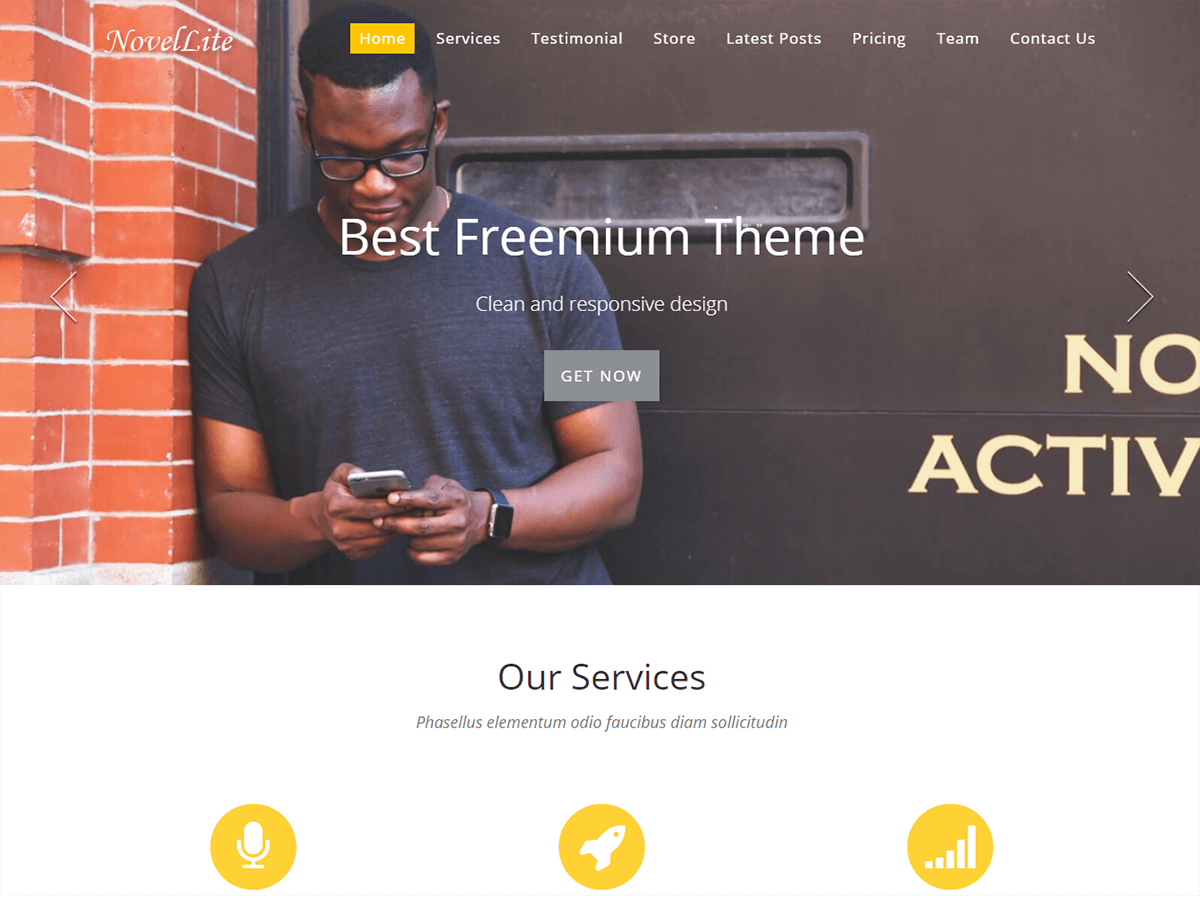 NovelLite
Home Services Testimonial Store Latest Posts Pricing Team Contact Us
Best Freemium Theme
Clean and responsive design
GET NOW
NO
ACTIV
Our Services
Phasellus elementum odio faucibus diam sollicitudin